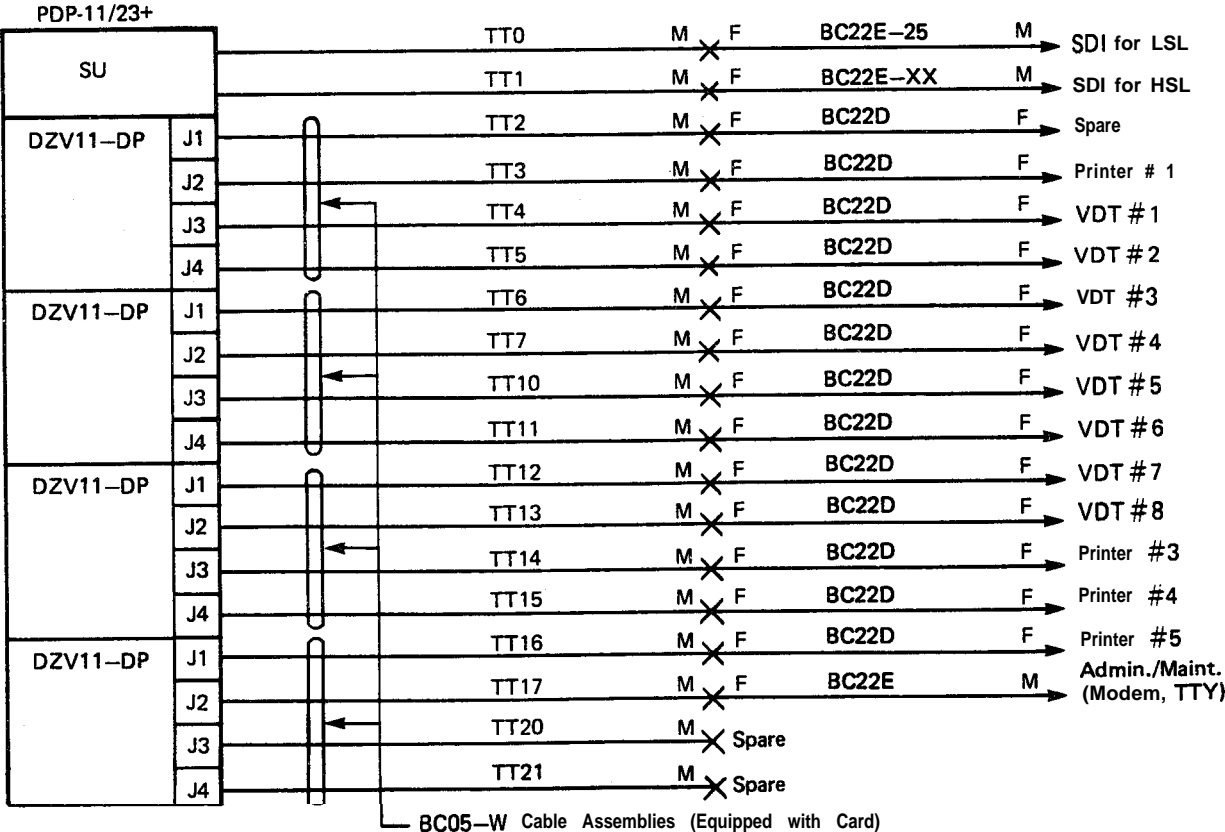 PDP-11/23+
SU
TT0 M F BC22E-25 M SDI for LSL
TT1 M F BC22E-XX M SDI for HSL
DZV11-DP J1 TT2 M F BC22D F Spare
J2 TT3 M F BC22D F Printer # 1
J3 TT4 M F BC22D F VDT #1
J4 TT5 M F BC22D F VDT #2
DZV11-DP J1 TT6 M F BC22D F VDT #3
J2 TT7 M F BC22D F VDT #4
J3 TT10 M F BC22D F VDT #5
J4 TT11 M F BC22D F VDT #6
DZV11-DP J1 TT12 M F BC22D F VDT #7
J2 TT13 M F BC22D F VDT #8
J3 TT14 M F BC22D F Printer #3
J4 TT15 M F BC22D F Printer #4
DZV11-DP J1 TT16 M F BC22D F Printer #5
J2 TT17 M F BC22E M Admin./Maint.
(Modem, TTY)
J3 TT20 M Spare
J4 TT21 M Spare
BC05-W Cable Assemblies (Equipped with Card)